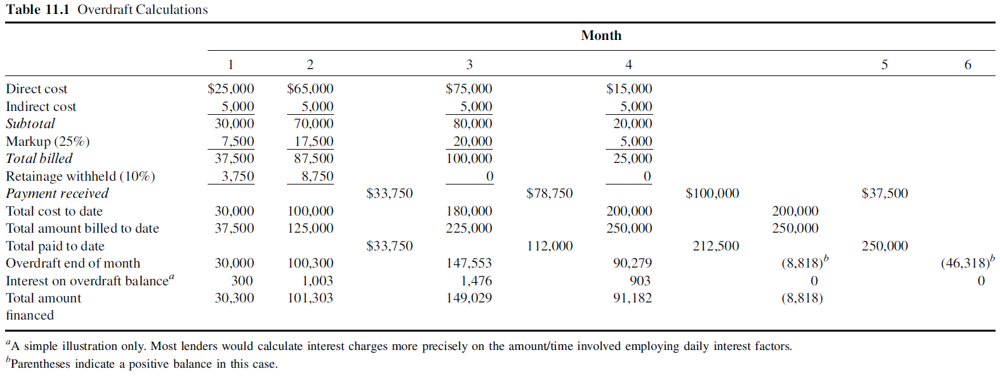 Table 11.1 Overdraft Calculations
Month
1 2 3 4 5 6
Direct cost $25,000 $65,000 $75,000 $15,000
Indirect cost 5,000 5,000 5,000 5,000
Subtotal 30,000 70,000 80,000 20,000
Markup (25%) 7,500 17,500 20,000 5,000
Total billed 37,500 87,500 100,000 25,000
Retainage withheld (10%) 3,750 8,750 0 0
Payment received $33,750 $78,750 $100,000 $37,500
Total cost to date 30,000 100,000 180,000 200,000 200,000
Total amount billed to date 37,500 125,000 225,000 250,000 250,000
Total paid to date $33,750 112,000 212,500 250,000
Overdraft end of month 30,000 100,300 147,553 90,279 (8,818)b (46,318)b
Interest on overdraft balancea 300 1,003 1,476 903 0 0
Total amount 30,300 101,303 149,029 91,182 (8,818)
financed
aA simple illustration only. Most lenders would calculate interest charges more precisely on the amount/time involved employing daily interest factors.
bParentheses indicate a positive balance in this case.